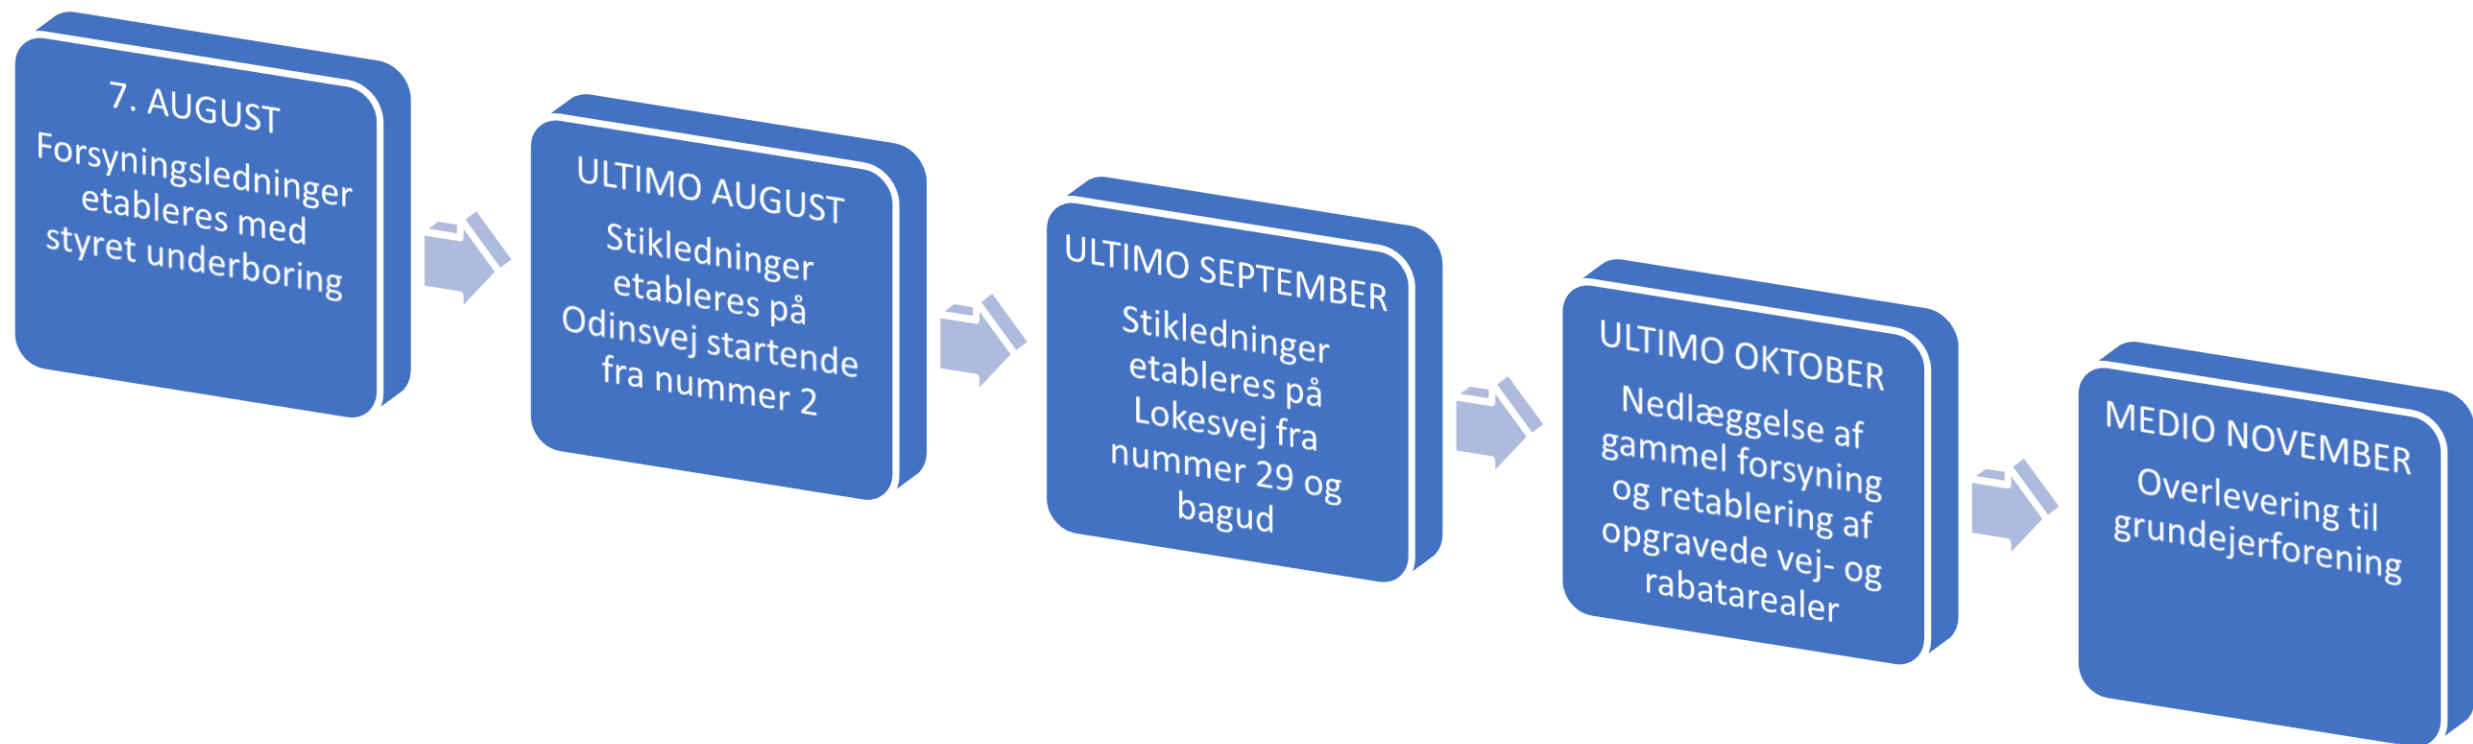 7. AUGUST
Forsyningsledninger
etableres med
styret underboring
ULTIMO AUGUST
Stikledninger
etableres på
Odinsvej startende
fra nummer 2
ULTIMO SEPTEMBER
Stikledninger
etableres på
Lokesvej fra
nummer 29 og
bagud
ULTIMO OKTOBER
Nedlæggelse af
gammel forsyning
og retablering af
opgravede vej- og
rabatarealer
MEDIO NOVEMBER
Overlevering til
grundejerforening